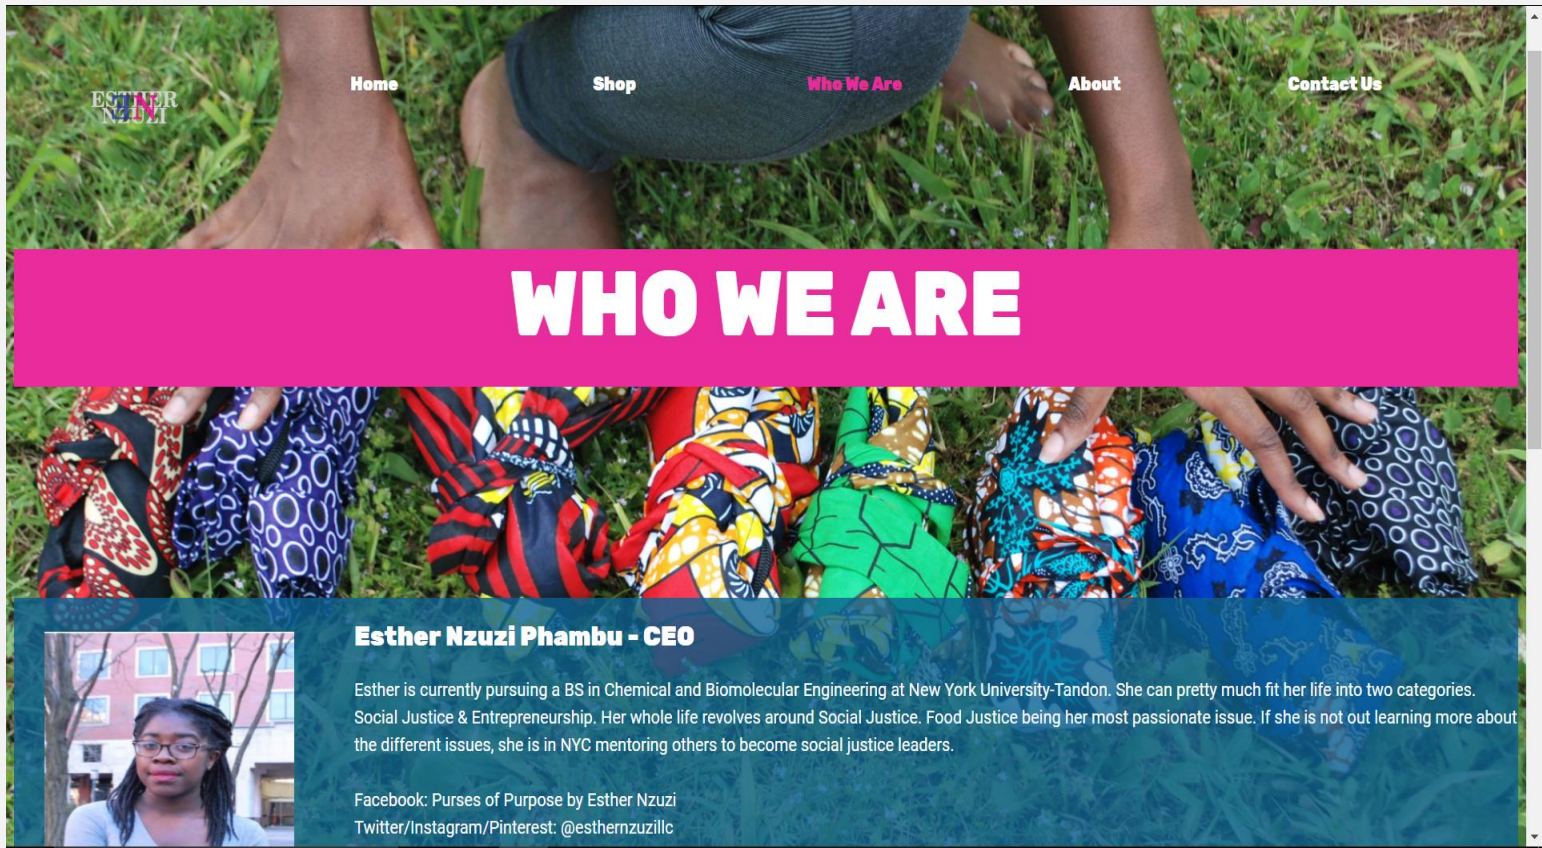 ESTHER
NZUZI
EN
Home
Shop
Who We Are
About
Contact Us
WHO WE ARE
Esther Nzuzi Phambu - CEO
Esther is currently pursuing a BS in Chemical and Biomolecular Engineering at New York University-Tandon. She can pretty much fit her life into two categories.
Social Justice & Entrepreneurship. Her whole life revolves around Social Justice. Food Justice being her most passionate issue. If she is not out learning more about
the different issues, she is in NYC mentoring others to become social justice leaders.
Facebook: Purses of Purpose by Esther Nzuzi
Twitter/Instagram/Pinterest: @esthernzuzillc